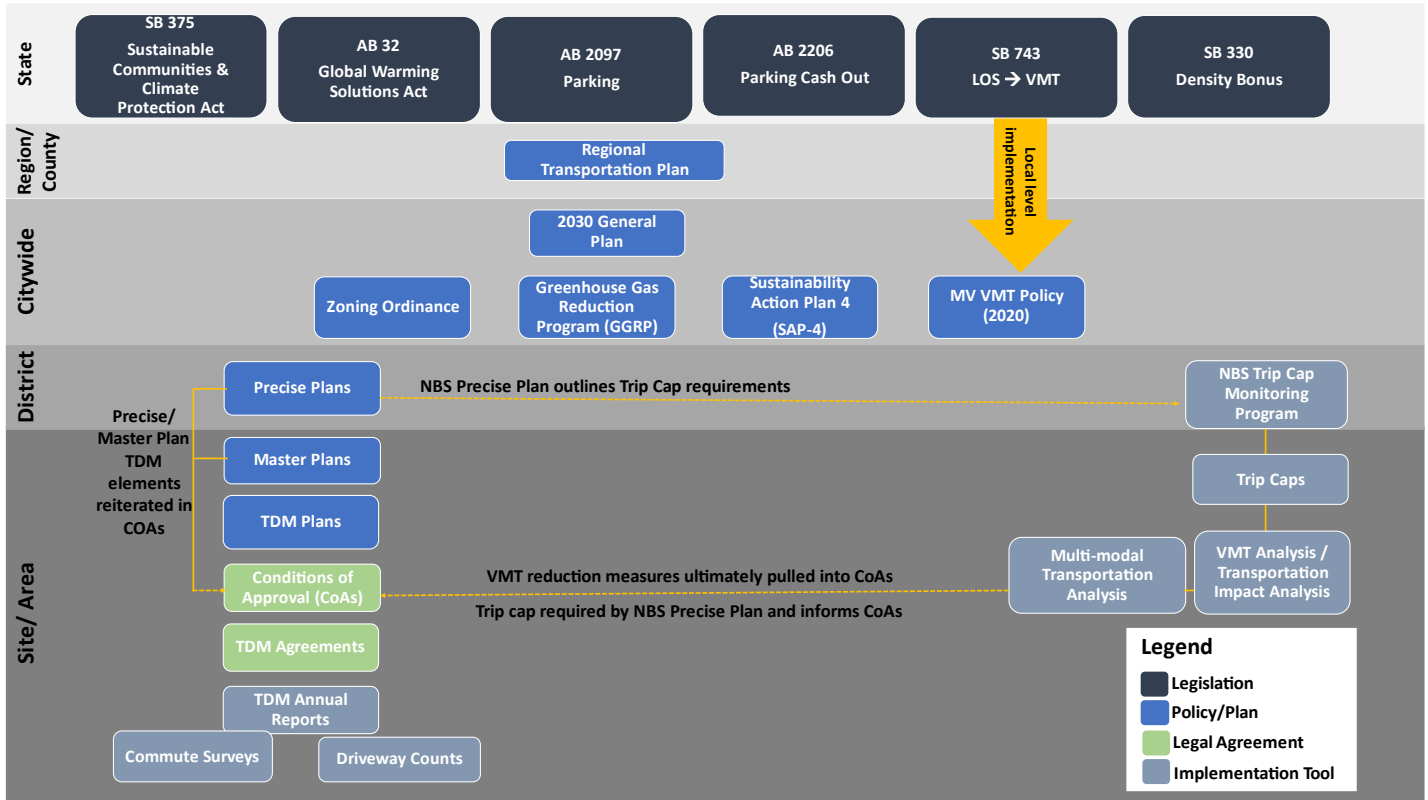 State
SB 375
Sustainable
Communities &
Climate
Protection Act
AB 32
Global Warming
Solutions Act
AB 2097
Parking
AB 2206
Parking Cash Out
SB 743
LOS → VMT
SB 330
Density Bonus
Region/
County
Regional
Transportation Plan
Local level
implementation
Citywide
2030 General
Plan
Zoning Ordinance
Greenhouse Gas
Reduction
Program (GGRP)
Sustainability
Action Plan 4
(SAP-4)
MV VMT Policy
(2020)
District
Precise Plans
NBS Precise Plan outlines Trip Cap requirements
NBS Trip Cap
Monitoring
Program
Precise/
Master Plan
TDM
elements
reiterated in
COAs
Site/ Area
Master Plans
Trip Caps
TDM Plans
Conditions of
Approval (CoAs)
VMT reduction measures ultimately pulled into CoAs
Trip cap required by NBS Precise Plan and informs CoAs
Multi-modal
Transportation
Analysis
VMT Analysis /
Transportation
Impact Analysis
TDM Agreements
TDM Annual
Reports
Commute Surveys
Driveway Counts
Legend
Legislation
Policy/Plan
Legal Agreement
Implementation Tool